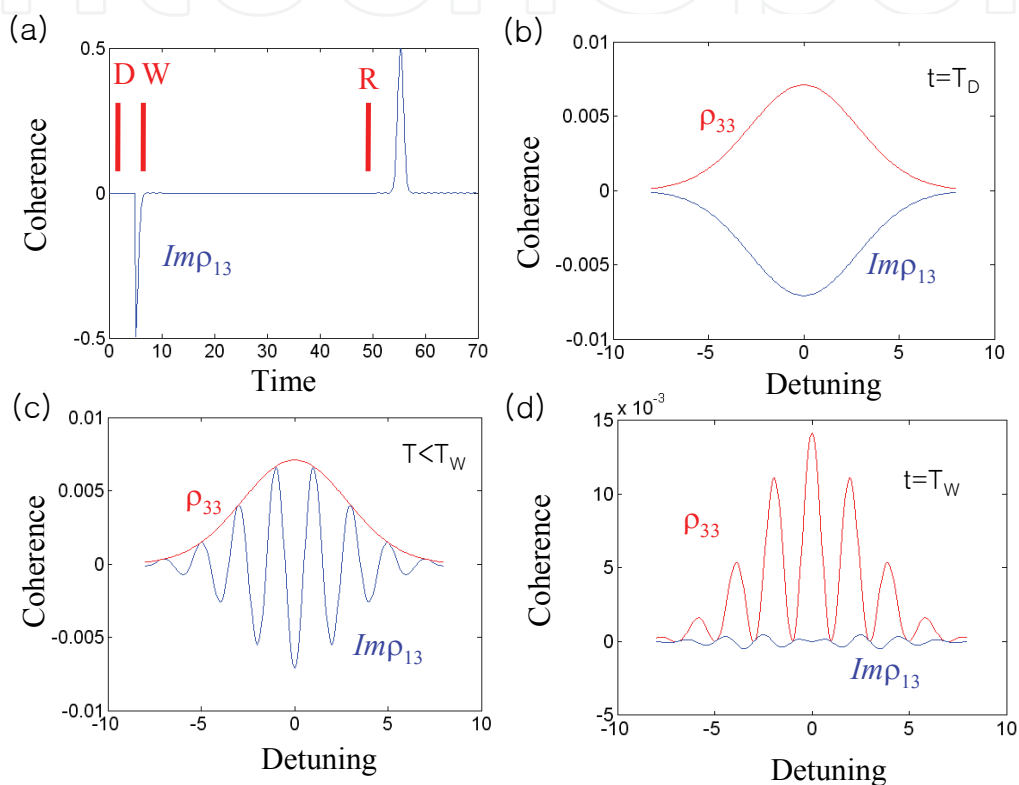 (a)
0.5
D W R
0
Coherence
Imρ13
-0.5
0 10 20 30 40 50 60 70
Time
(b)
0.01
t=TD
0.005
ρ33
0
Coherence
Imρ13
-0.005
-0.01
-10 -5 0 5 10
Detuning
(c)
0.01
T<TW
0.005
ρ33
0
Coherence
-0.005
Imρ13
-0.01
-10 -5 0 5 10
Detuning
(d)
x 10-3
15
t=TW
10
ρ33
5
Coherence
0
Imρ13
-5
-10 -5 0 5 10
Detuning